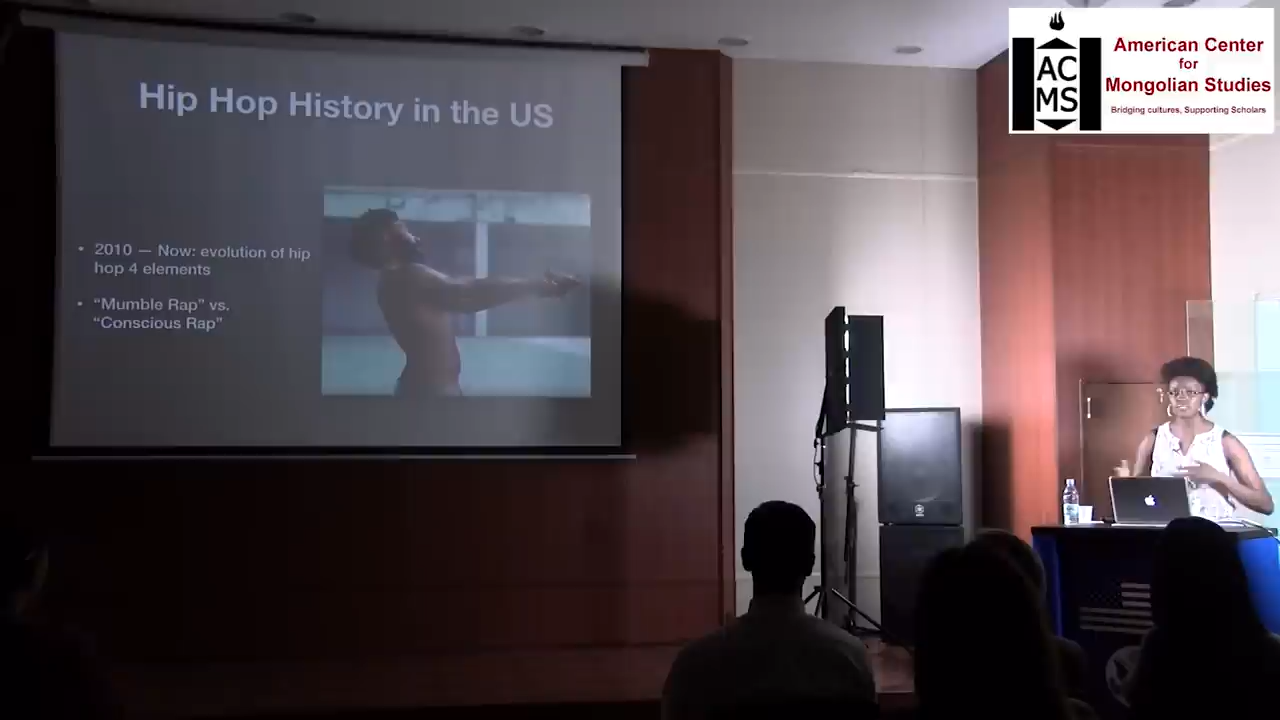 Hip Hop History in the US
• 2010 — Now: evolution of hip
hop 4 elements
• “Mumble Rap” vs.
“Conscious Rap”
AC
MS
American Center
for
Mongolian Studies
Bridging cultures, Supporting Scholars